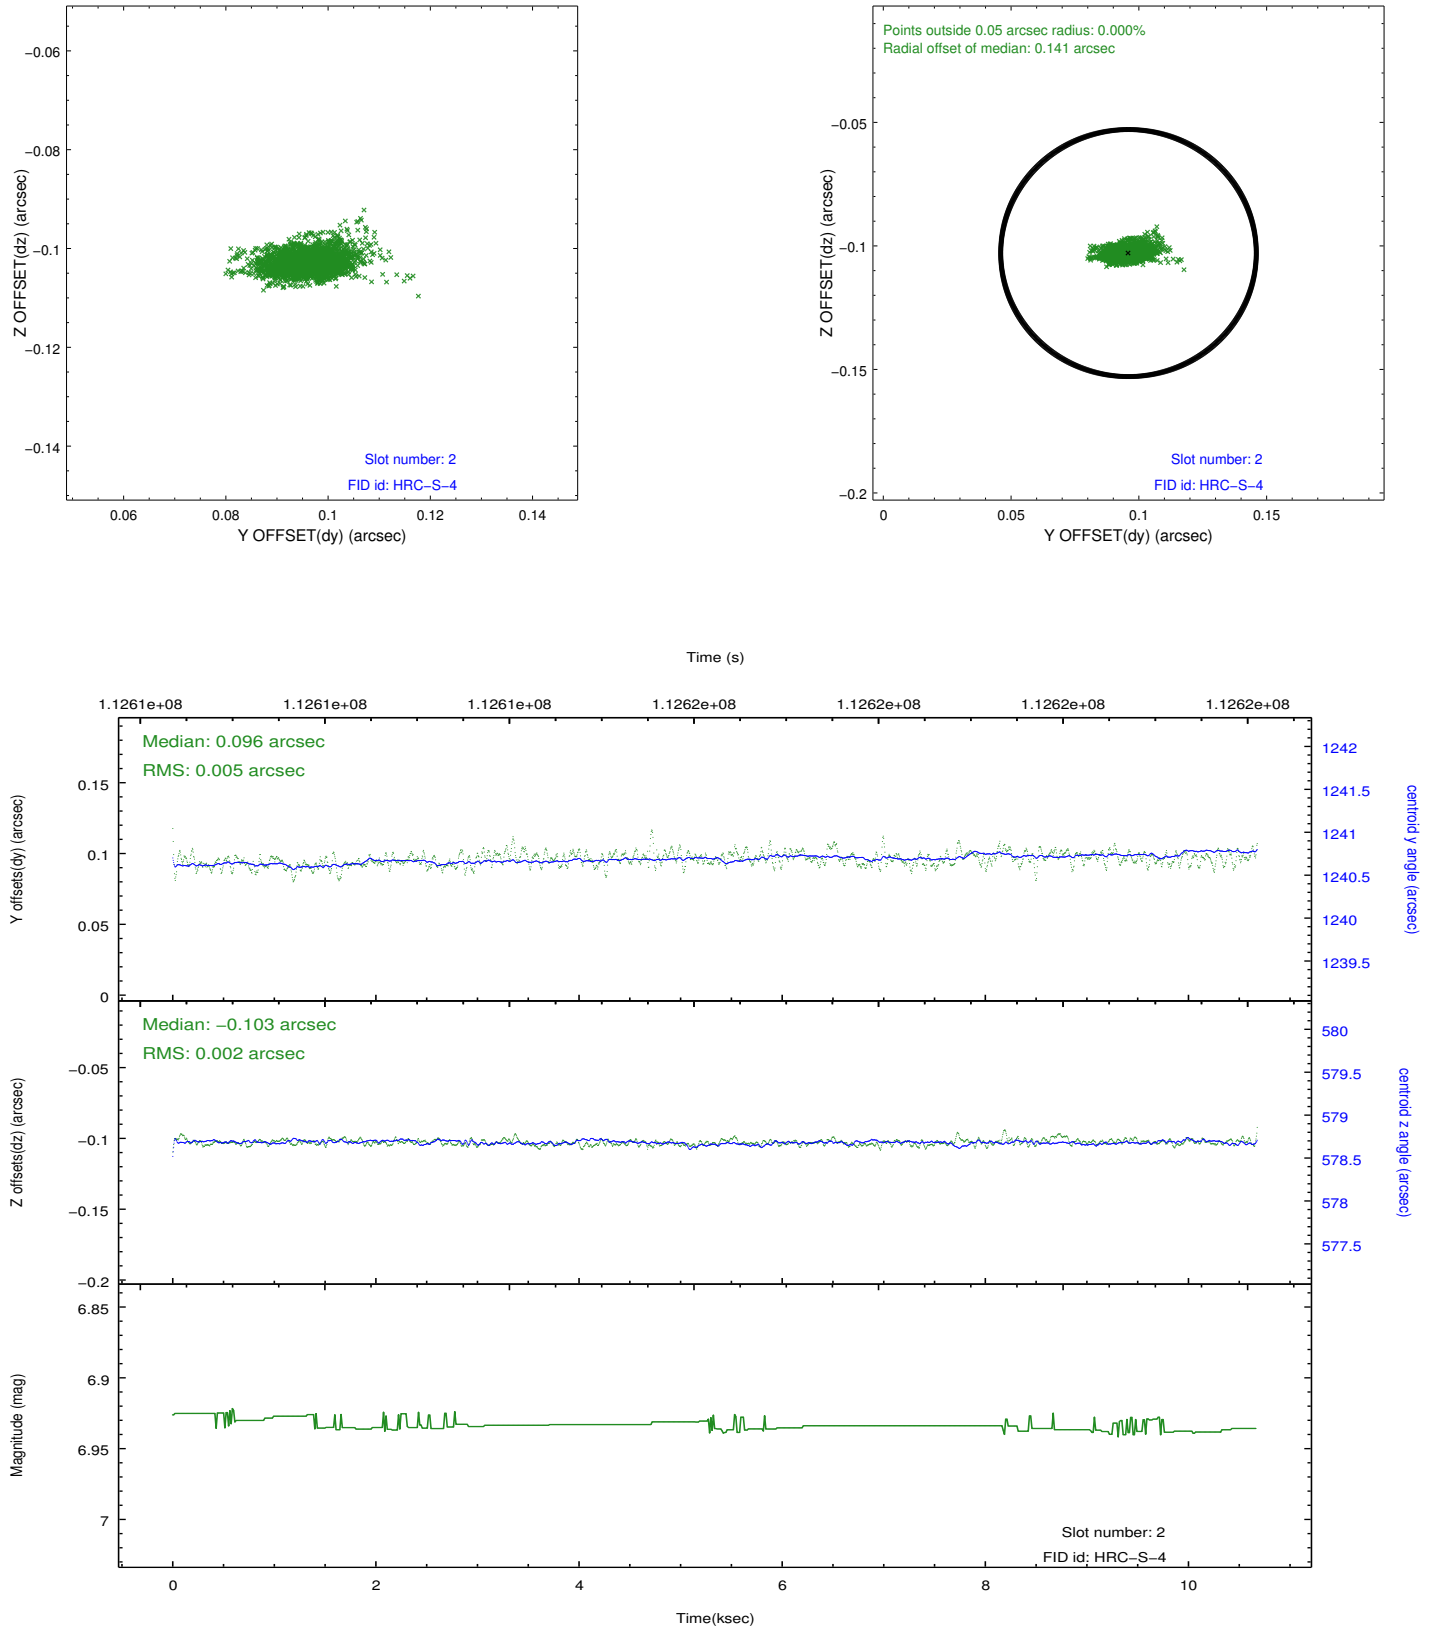 −0.06
−0.08
−0.1
−0.12
−0.14
Z OFFSET(dz) (arcsec)
Slot number: 2
FID id: HRC−S−4
0.06 0.08 0.1 0.12 0.14
Y OFFSET(dy) (arcsec)
Points outside 0.05 arcsec radius: 0.000%
Radial offset of median: 0.141 arcsec
−0.05
−0.1
−0.15
−0.2
Z OFFSET(dz) (arcsec)
Slot number: 2
FID id: HRC−S−4
0 0.05 0.1 0.15
Y OFFSET(dy) (arcsec)
Time (s)
1.1261e+08 1.1261e+08 1.1261e+08 1.1262e+08 1.1262e+08 1.1262e+08 1.1262e+08
Median: 0.096 arcsec
RMS: 0.005 arcsec
0.15
0.1
0.05
0
Y offsets(dy) (arcsec)
1242
1241.5
1241
1240.5
1240
1239.5
centroid y angle (arcsec)
Median: −0.103 arcsec
RMS: 0.002 arcsec
−0.05
−0.1
−0.15
−0.2
Z offsets(dz) (arcsec)
580
579.5
579
578.5
578
577.5
centroid z angle (arcsec)
6.85
6.9
6.95
7
Magnitude (mag)
Slot number: 2
FID id: HRC−S−4
0 2 4 6 8 10
Time(ksec)